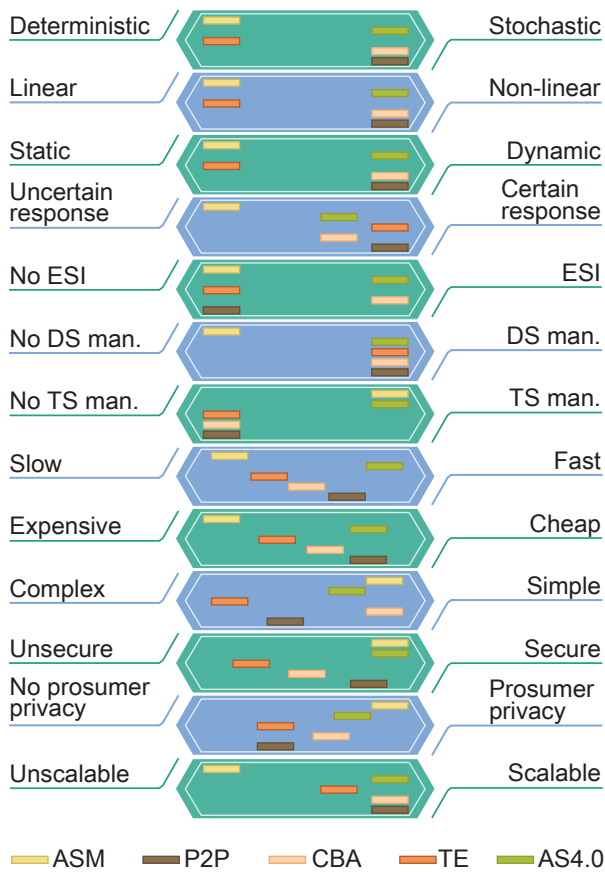 Deterministic
Stochastic
Linear
Non-linear
Static
Dynamic
Uncertain
response
Certain
response
No ESI
ESI
No DS man.
DS man.
No TS man.
TS man.
Slow
Fast
Expensive
Cheap
Complex
Simple
Unsecure
Secure
No prosumer
privacy
Prosumer
privacy
Unscalable
Scalable
ASM P2P CBA TE AS4.0